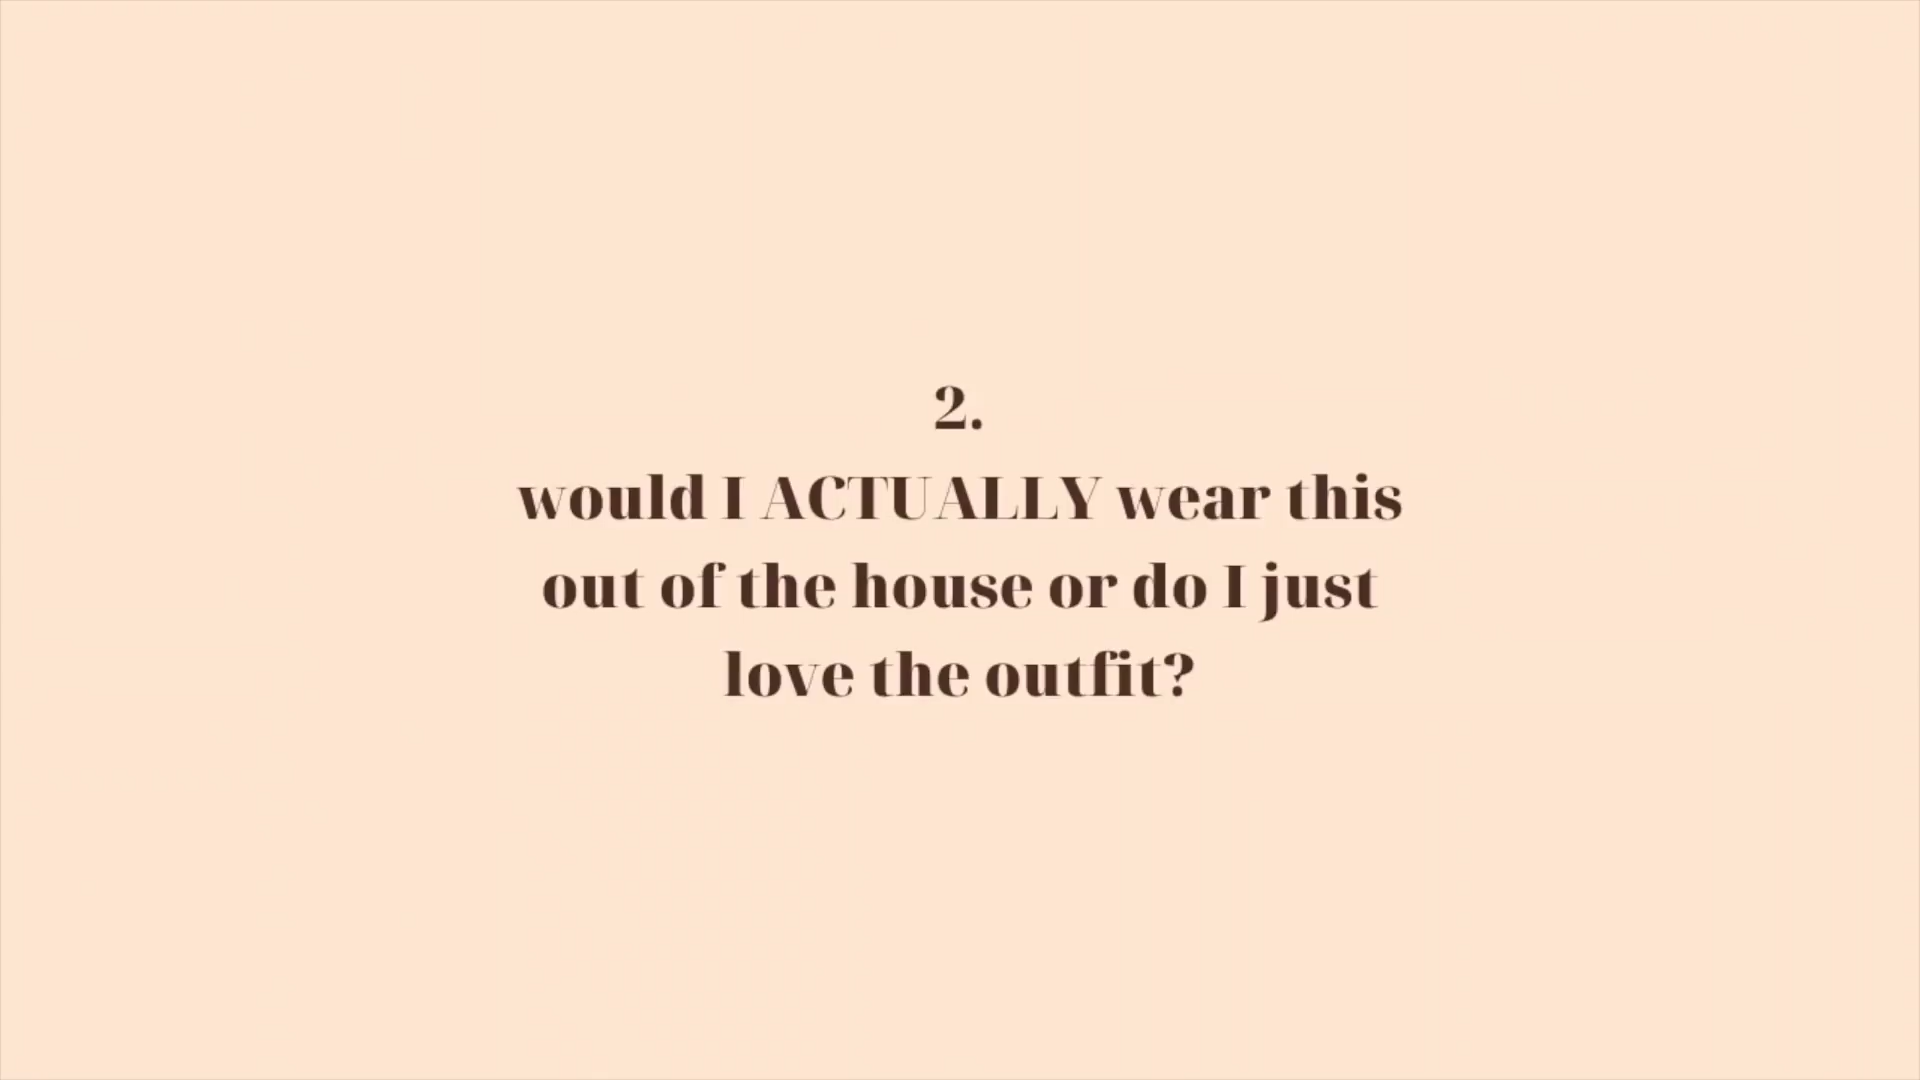 2.
would I ACTUALLY wear this
out of the house or do I just
love the outfit?